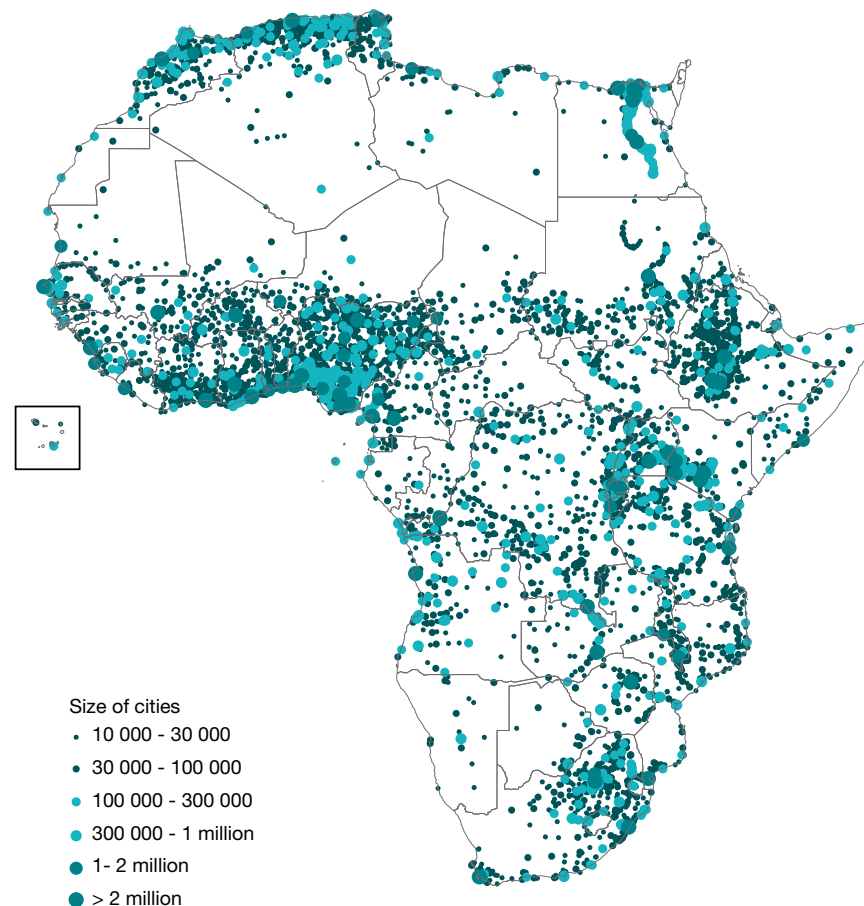 Size of cities
10 000 - 30 000
30 000 - 100 000
100 000 - 300 000
300 000 - 1 million
1- 2 million
> 2 million